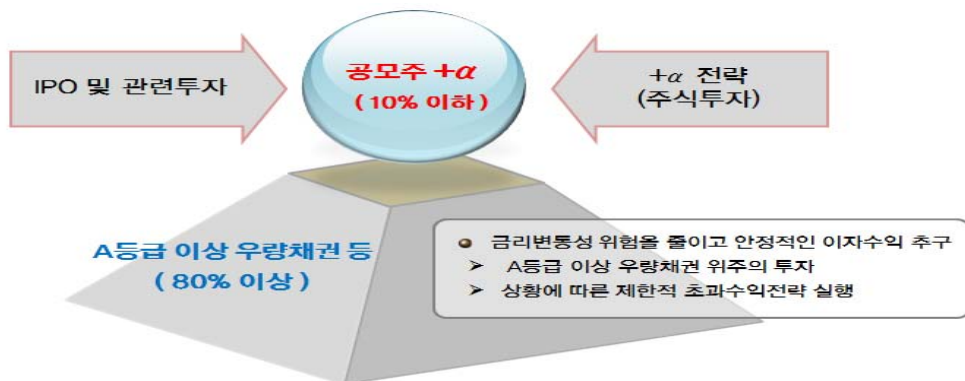 IPO 및 관련투자
공모주 +α
( 10% 이하 )
+α 전략
(주식투자)
A등급 이상 우량채권 등
( 80% 이상 )
금리변동성 위험을 줄이고 안정적인 이자수익 추구
A등급 이상 우량채권 위주의 투자
상황에 따른 제한적 초과수익전략 실행